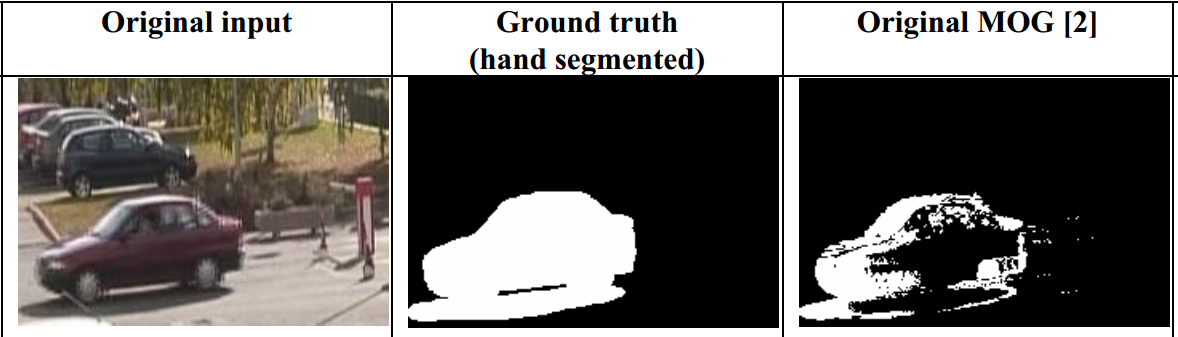 Original input
Ground truth
(hand segmented)
Original MOG [2]